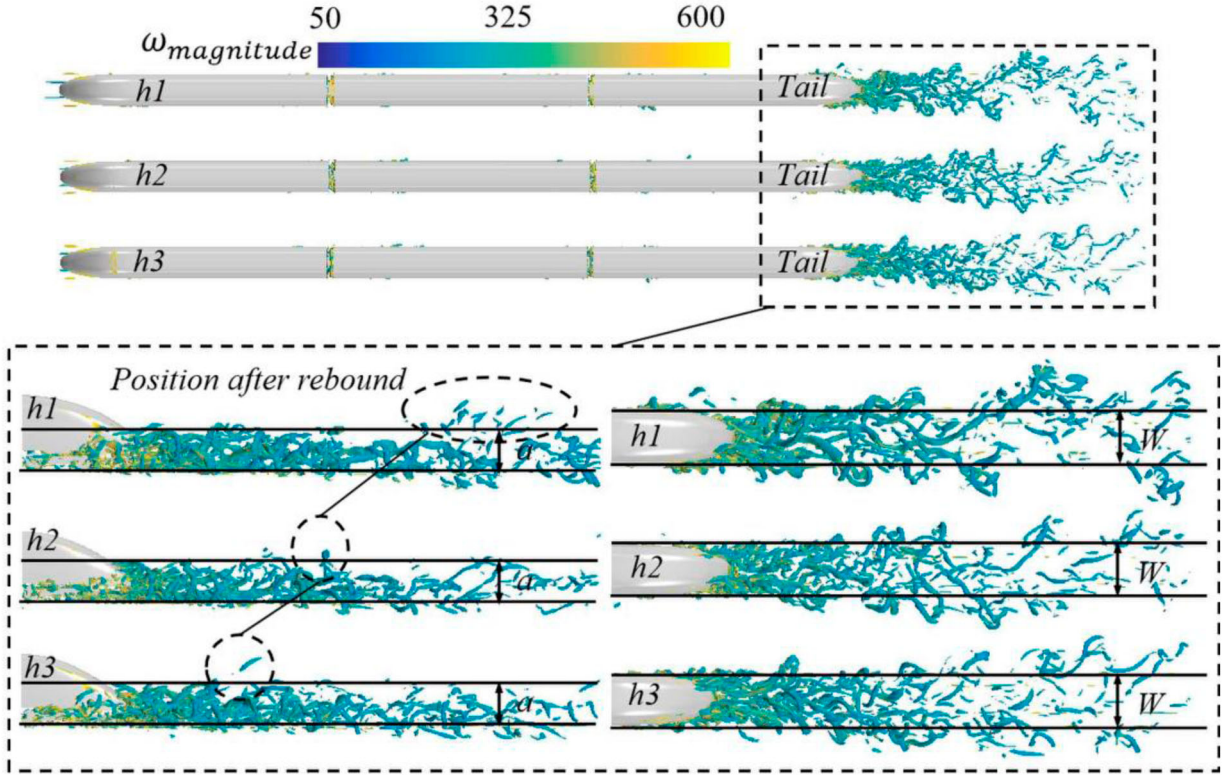 50 325 600
ω_magnitude
h1 Tail
h2 Tail
h3 Tail
Position after rebound
h1 a
h1 W
h2 a
h2 W
h3 a
h3 W